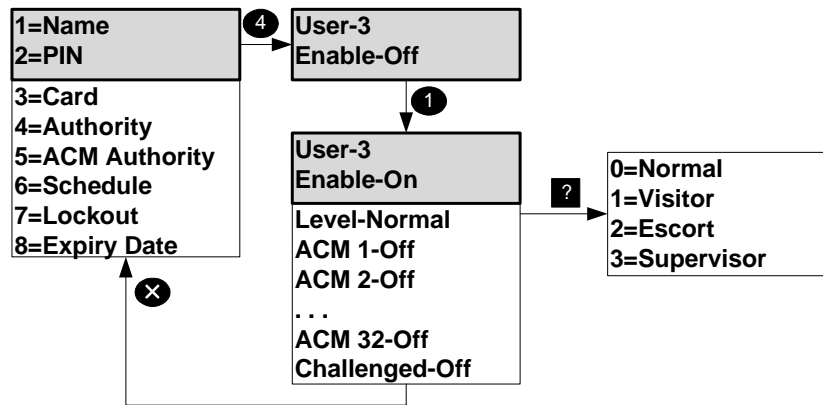 1=Name
2=PIN
3=Card
4=Authority
5=ACM Authority
6=Schedule
7=Lockout
8=Expiry Date
4
User-3
Enable-Off
1
User-3
Enable-On
Level-Normal
ACM 1-Off
ACM 2-Off
. . .
ACM 32-Off
Challenged-Off
?
0=Normal
1=Visitor
2=Escort
3=Supervisor
✕